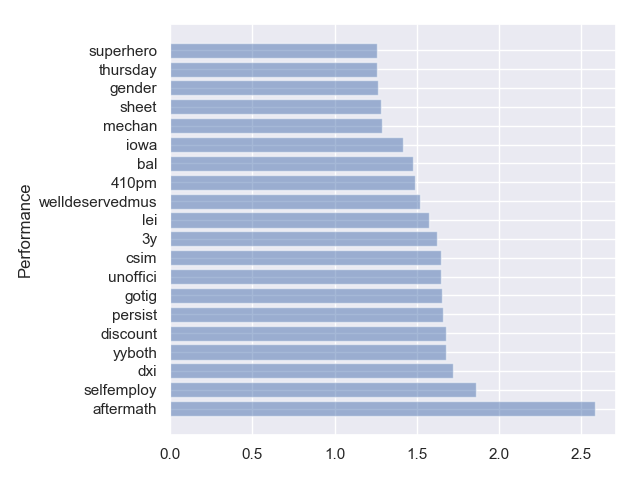 superhero
thursday
gender
sheet
mechan
iowa
bal
410pm
welldeservedmus
lei
3y
csim
unoffici
gotig
persist
discount
yyboth
dxi
selfemploy
aftermath
Performance
0.0 0.5 1.0 1.5 2.0 2.5